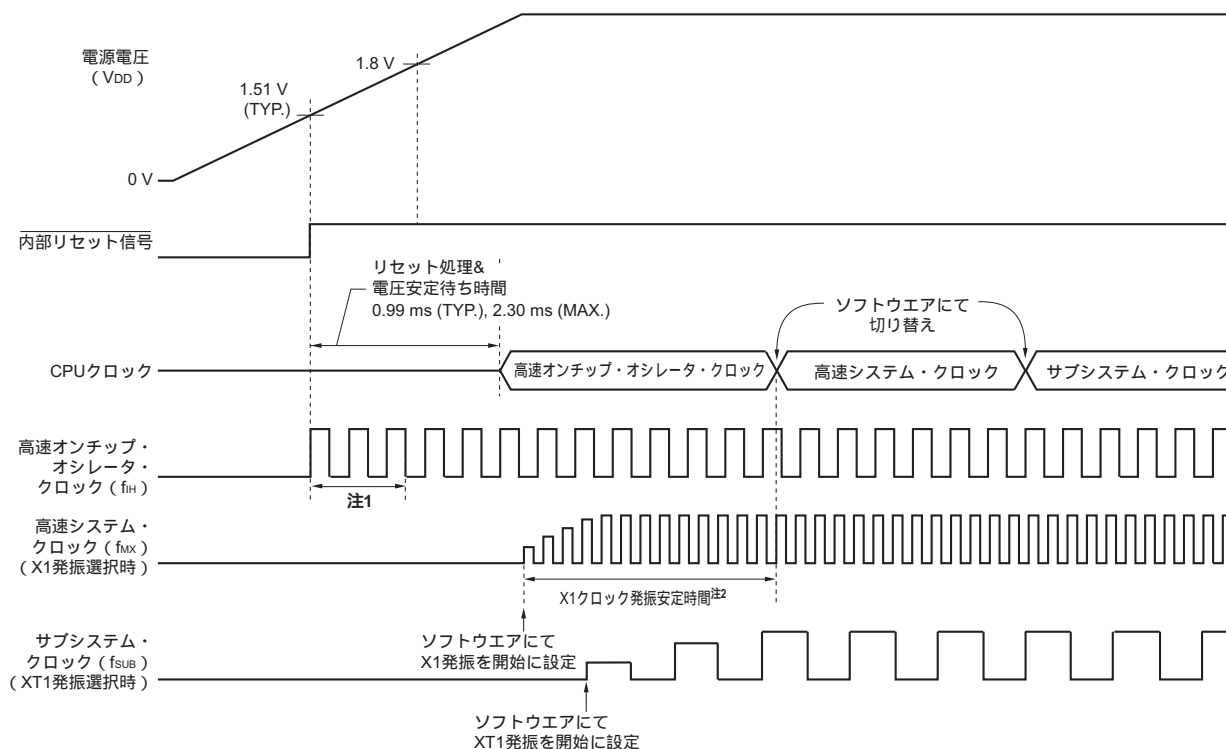 電源電圧
（VDD）
1.51 V
(TYP.)
1.8 V
0 V
内部リセット信号
リセット処理&
電圧安定待ち時間
0.99 ms (TYP.), 2.30 ms (MAX.)
ソフトウエアにて
切り替え
CPUクロック
高速オンチップ・オシレータ・クロック
高速システム・クロック
サブシステム・クロック
高速オンチップ・
オシレータ・
クロック（fIH）
注1
高速システム・
クロック（fMX）
（X1発振選択時）
X1クロック発振安定時間注2
ソフトウエアにて
X1発振を開始に設定
サブシステム・
クロック（fSUB）
（XT1発振選択時）
ソフトウエアにて
XT1発振を開始に設定